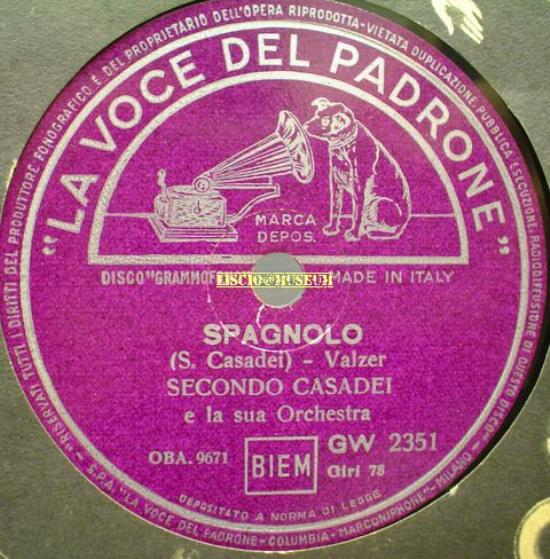 RISERVATI TUTTI I DIRITTI DEL PRODUTTORE FONOGRAFICO E DEL PROPRIETARIO DELL'OPERA RIPRODOTTA-VIETATA DUPLICAZIONE, PUBBLICA ESECUZIONE, RADIODIFFUSIONE DI QUESTO DISCO"
"LA VOCE DEL PADRONE"
MARCA
DEPOS.
DISCO "GRAMMOF
LISCIO@MUSEUM
MADE IN ITALY
SPAGNOLO
(S. Casadei) - Valzer
SECONDO CASADEI
e la sua Orchestra
OBA. 9671
BIEM
GW 2351
Giri 78
DEPOSITATO A NORMA DI LEGGE
- S.P.A. "LA VOCE DEL PADRONE-COLUMBIA-MARCONIPHONE"-MILANO -